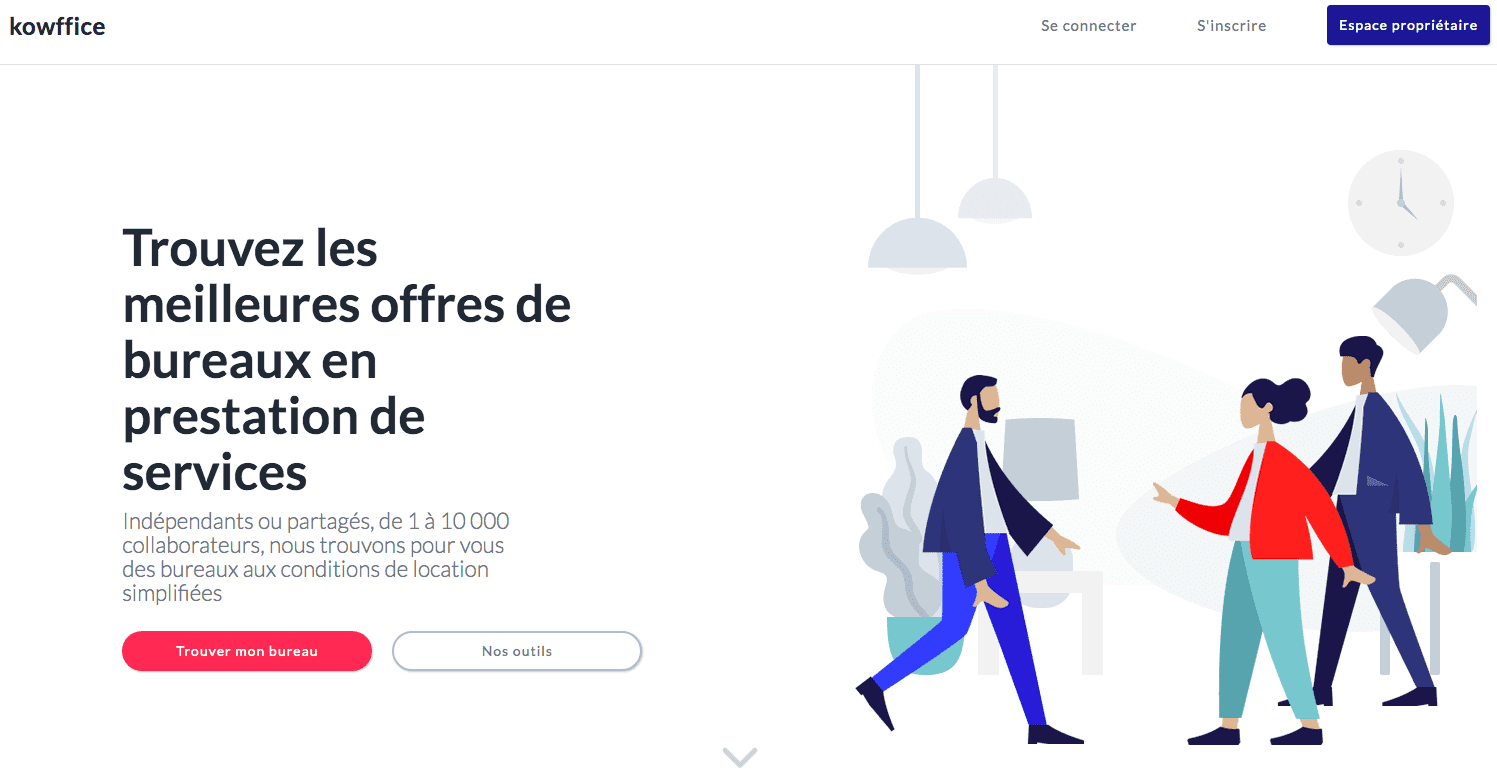 kowffice
Se connecter
S'inscrire
Espace propriétaire
Trouvez les
meilleures offres de
bureaux en
prestation de
services
Indépendants ou partagés, de 1 à 10 000
collaborateurs, nous trouvons pour vous
des bureaux aux conditions de location
simplifiées
Trouver mon bureau
Nos outils